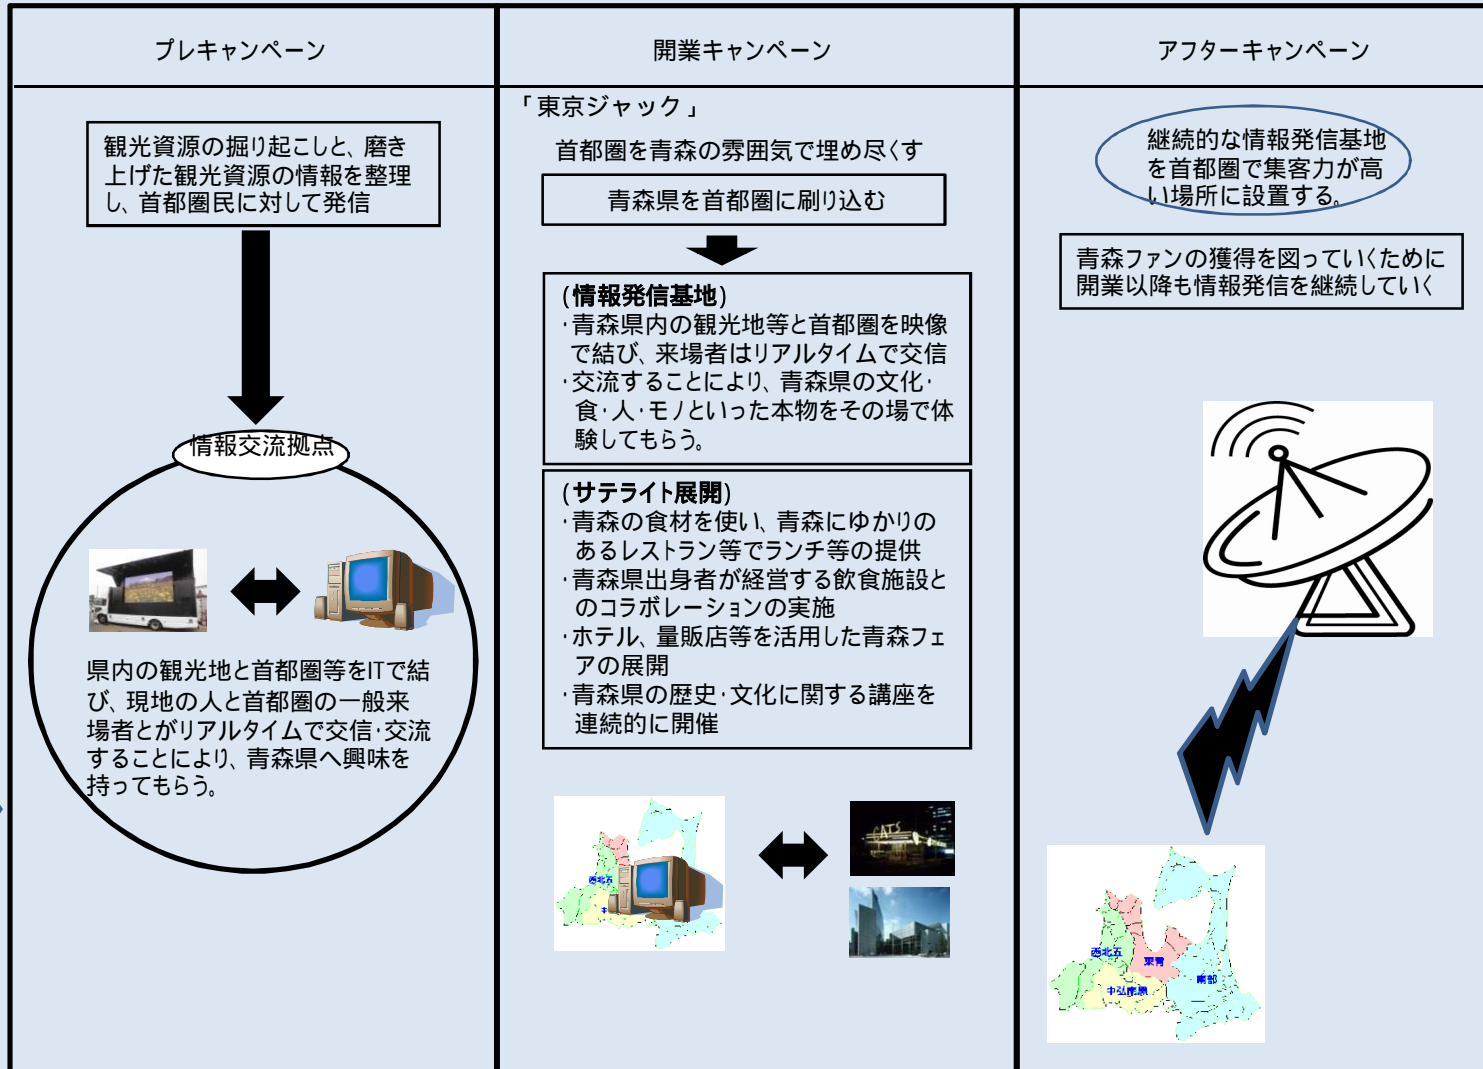 プレキャンペーン
観光資源の掘り起こしと、磨き
上げた観光資源の情報を整理
し、首都圏民に対して発信
情報交流拠点
県内の観光地と首都圏等をITで結
び、現地の人と首都圏の一般来
場者とがリアルタイムで交信・交流
することにより、青森県へ興味を
持ってもらう。
開業キャンペーン
「東京ジャック」
首都圏を青森の雰囲気で埋め尽くす
青森県を首都圏に刷り込む
(情報発信基地)
・青森県内の観光地等と首都圏を映像
で結び、来場者はリアルタイムで交信
・交流することにより、青森県の文化・
食・人・モノといった本物をその場で体
験してもらう。
(サテライト展開)
・青森の食材を使い、青森にゆかりの
あるレストラン等でランチ等の提供
・青森県出身者が経営する飲食施設と
のコラボレーションの実施
・ホテル、量販店等を活用した青森フェ
アの展開
・青森県の歴史・文化に関する講座を
連続的に開催
西北五
中
CATS
アフターキャンペーン
継続的な情報発信基地
を首都圏で集客力が高
い場所に設置する。
青森ファンの獲得を図っていくために
開業以降も情報発信を継続していく
西北五
東青
中弘南黒
南部